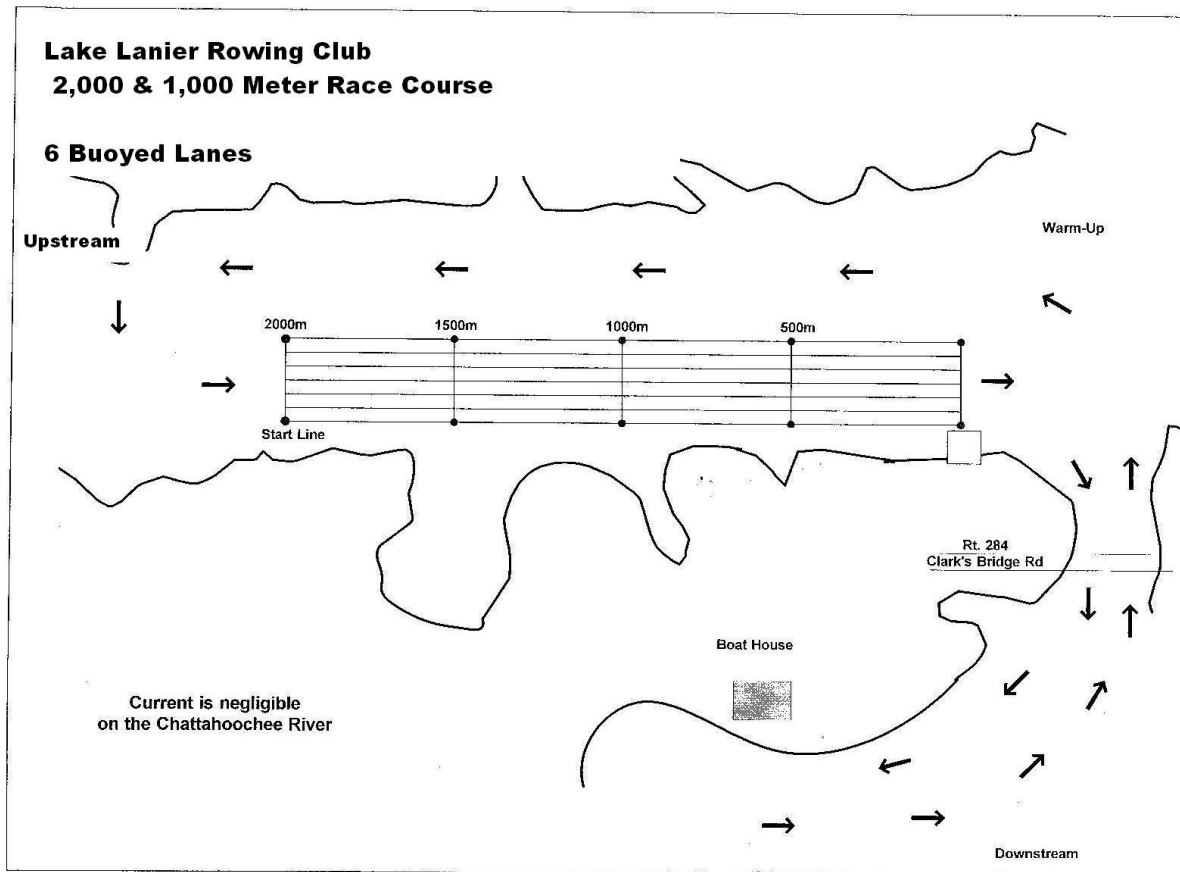 Lake Lanier Rowing Club
2,000 & 1,000 Meter Race Course
6 Buoyed Lanes
Warm-Up
Upstream
2000m
1500m
1000m
500m
Start Line
Rt. 284
Clark's Bridge Rd
Boat House
Current is negligible
on the Chattahoochee River
Downstream